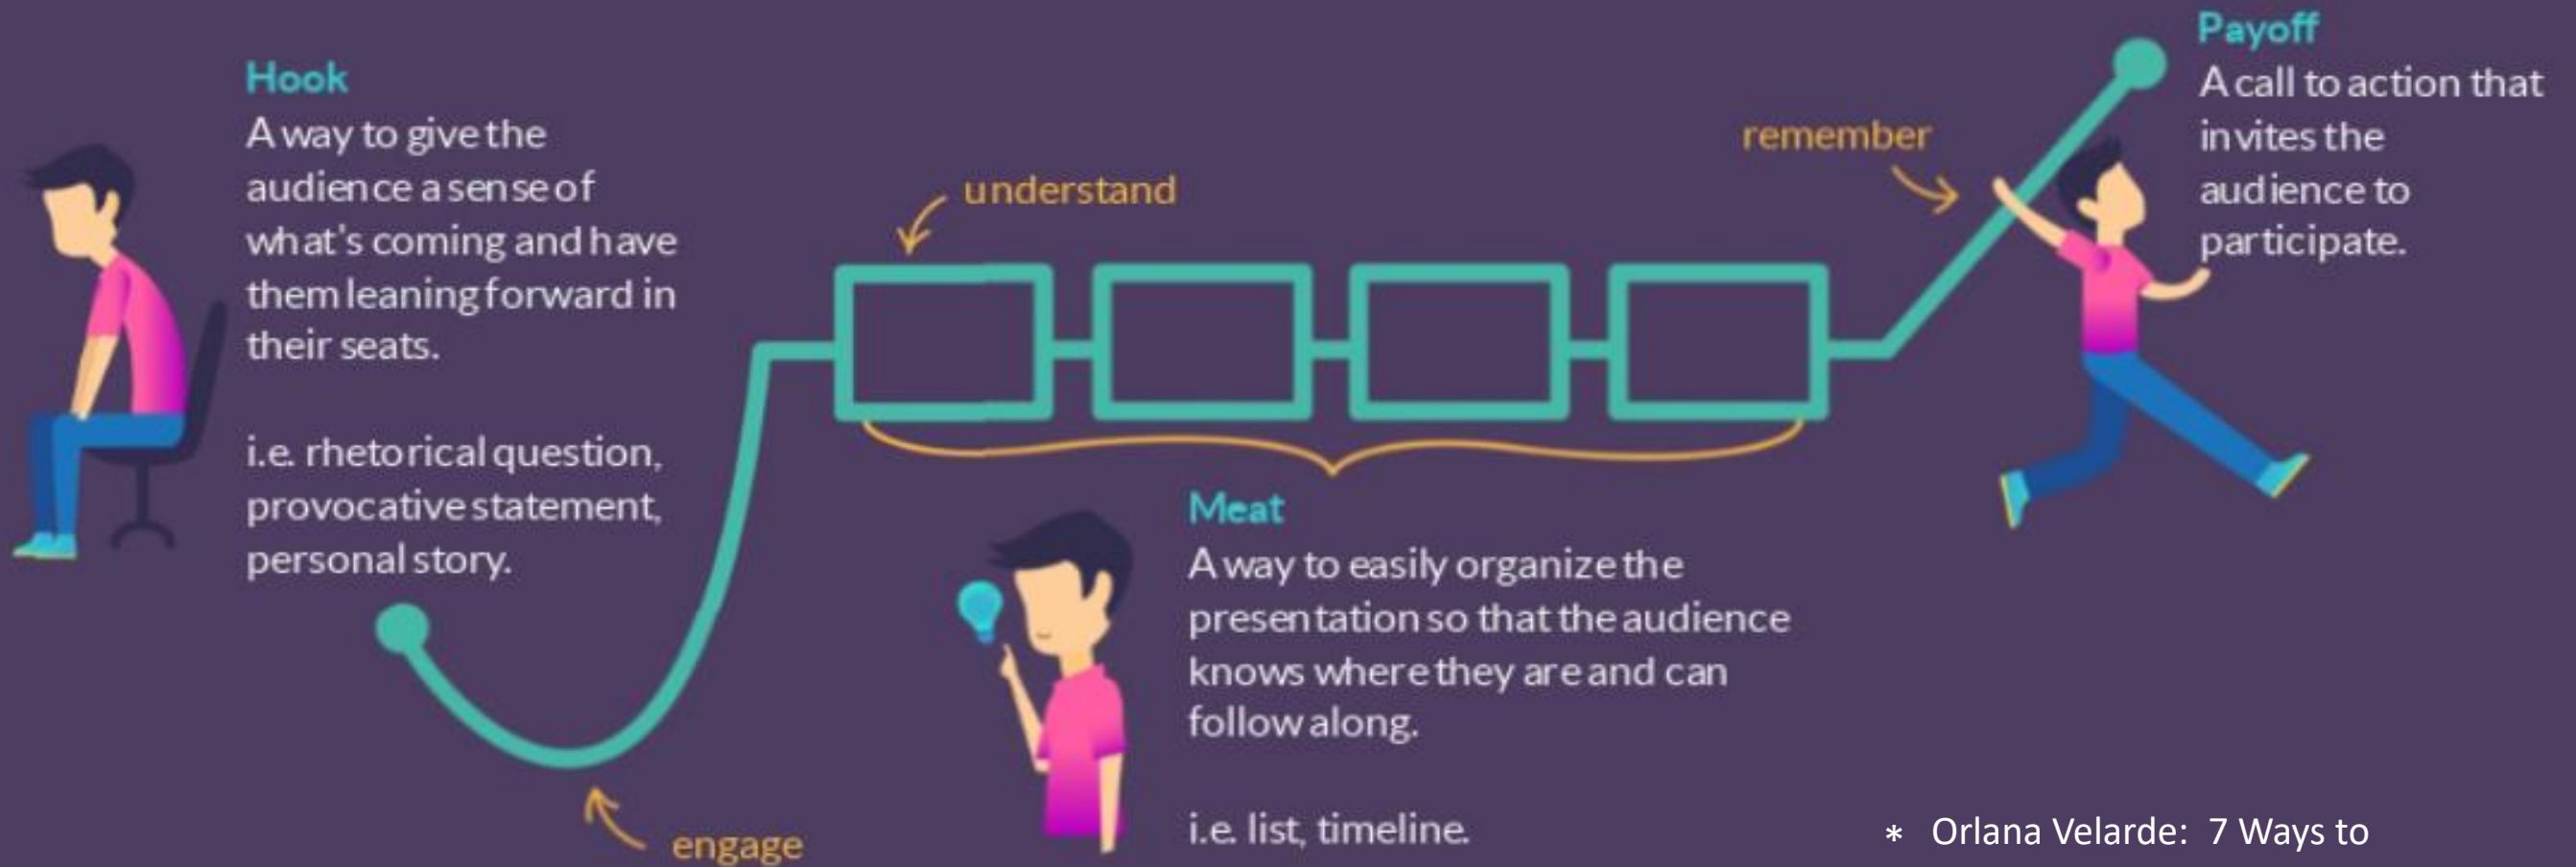 Hook
A way to give the
audience a sense of
what's coming and have
them leaning forward in
their seats.
i.e. rhetorical question,
provocative statement,
personal story.
engage
understand
Meat
A way to easily organize the
presentation so that the audience
knows where they are and can
follow along.
i.e. list, timeline.
remember
Payoff
A call to action that
invites the
audience to
participate.
* Orlana Velarde: 7 Ways to